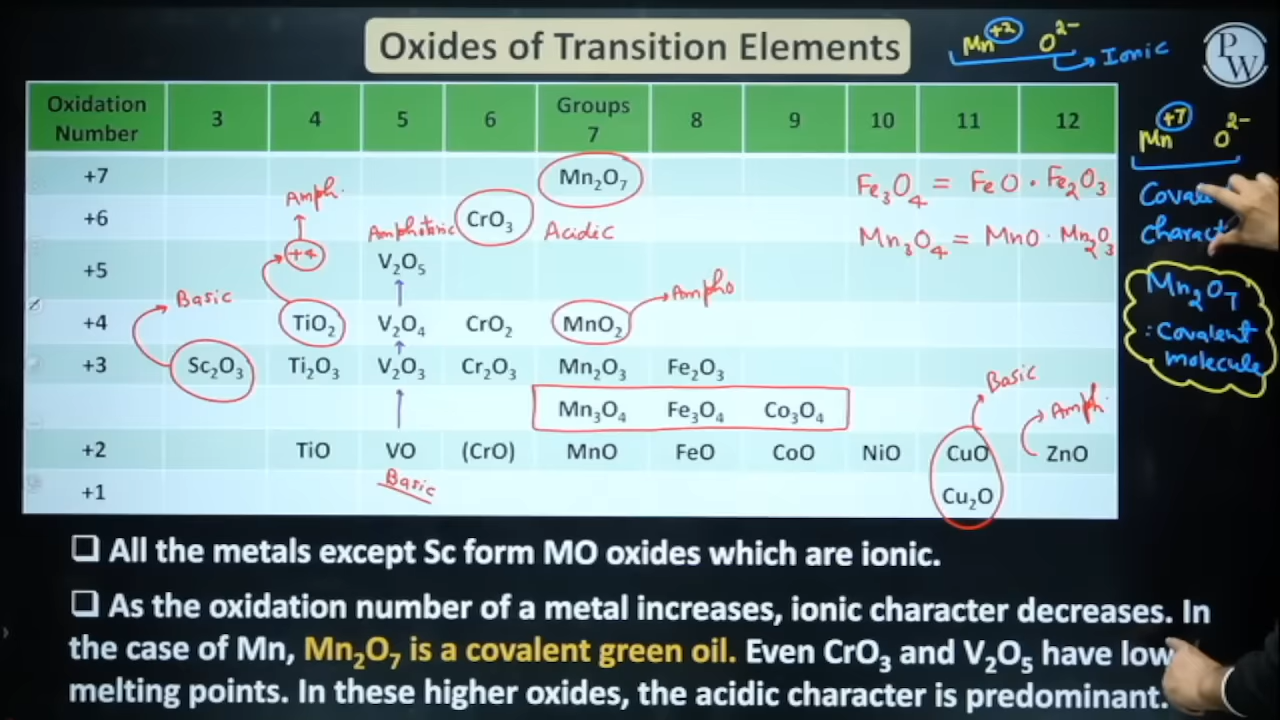 Oxides of Transition Elements
Mn+2 O2−
Ionic
PW
Oxidation Number 3 4 5 6 Groups 7 8 9 10 11 12
+7 Mn₂O₇
+6 CrO₃
+5 V₂O₅
+4 TiO₂ V₂O₄ CrO₂ MnO₂
+3 Sc₂O₃ Ti₂O₃ V₂O₃ Cr₂O₃ Mn₂O₃ Fe₂O₃
Mn₃O₄ Fe₃O₄ Co₃O₄
+2 TiO VO (CrO) MnO FeO CoO NiO CuO ZnO
+1 Cu₂O
Amph.
+4
Amphoteric
Acidic
Basic
Ampho
Basic
Basic
Amph.
Fe₃O₄ = FeO · Fe₂O₃
Mn₃O₄ = MnO · Mn₂O₃
Mn+7 O2−
Mn₂O₇
: Covalent
molecule
❑ All the metals except Sc form MO oxides which are ionic.
❑ As the oxidation number of a metal increases, ionic character decreases. In
the case of Mn, Mn₂O₇ is a covalent green oil. Even CrO₃ and V₂O₅ have low
melting points. In these higher oxides, the acidic character is predominant.